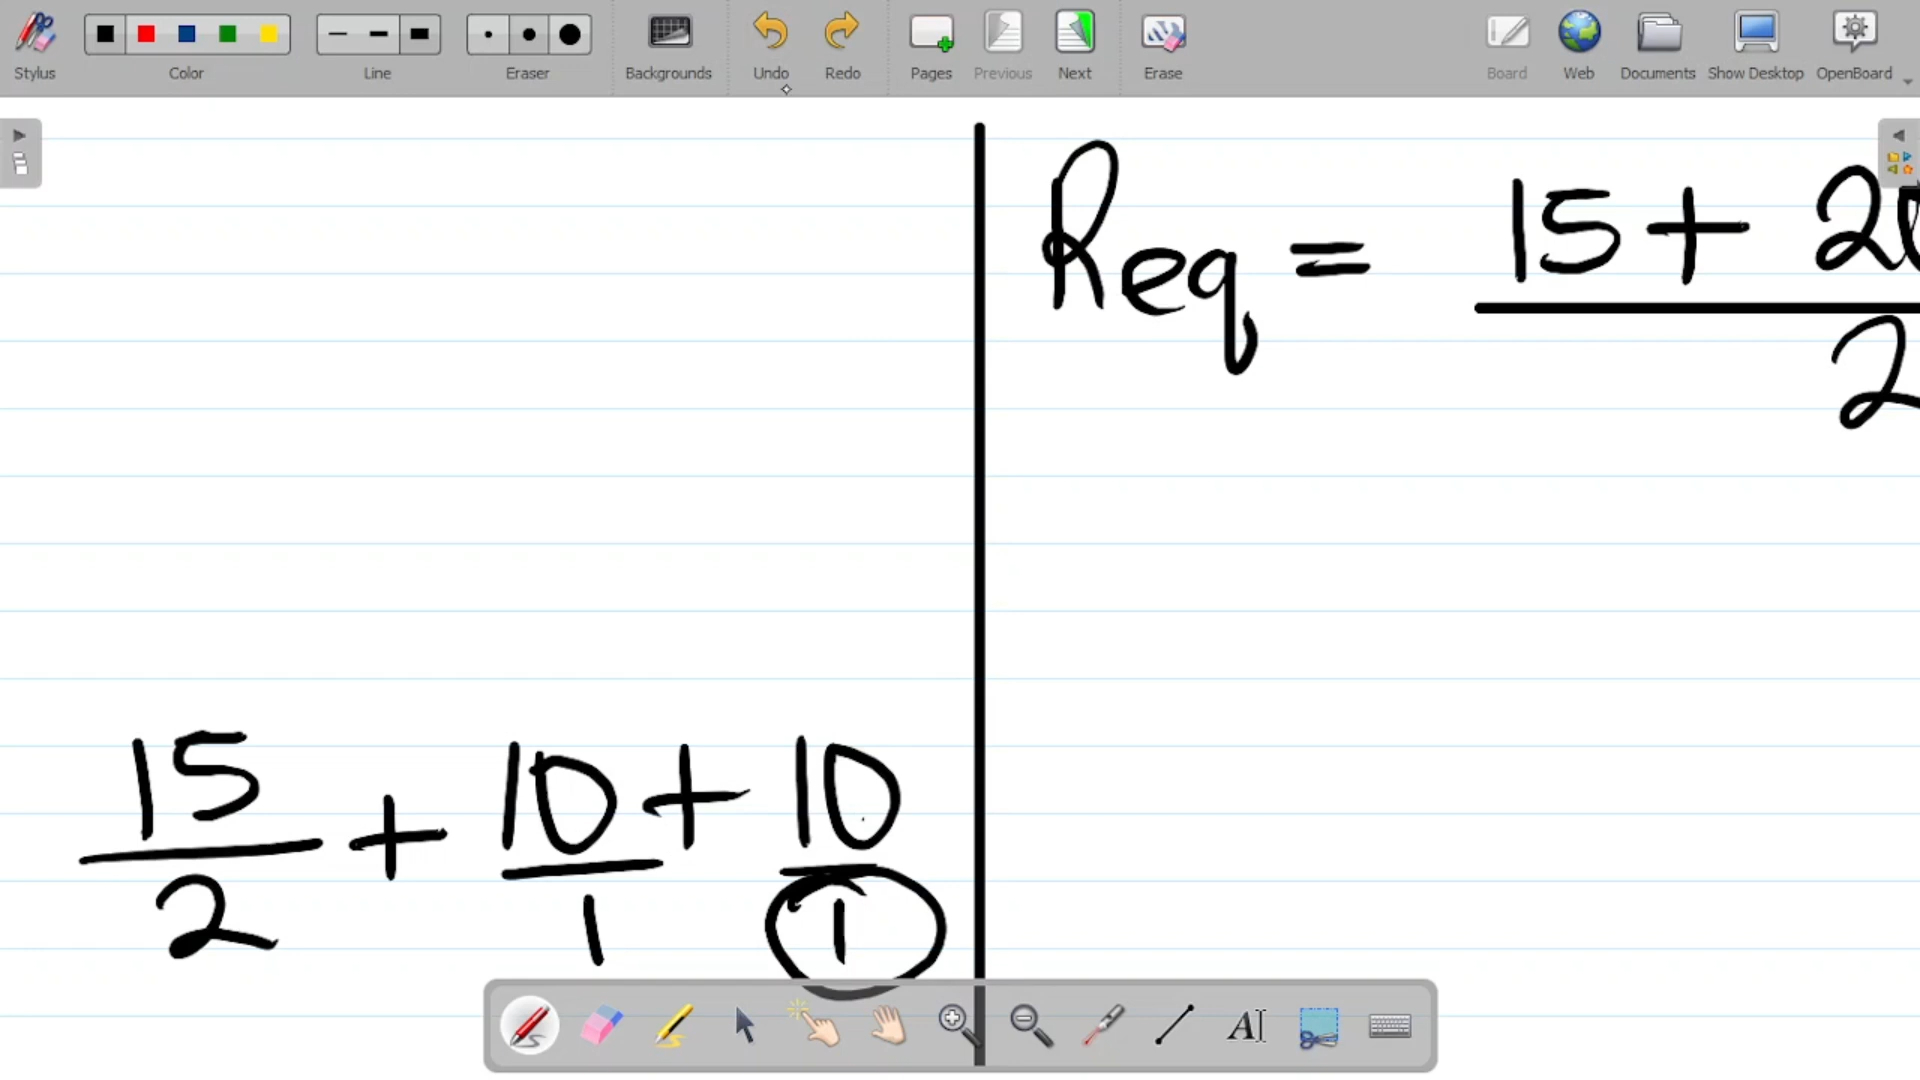 Stylus Color Line Eraser Backgrounds Undo Redo Pages Previous Next Erase Board Web Documents Show Desktop OpenBoard
Req = 15 + 20
2
15 + 10 + 10
2 1 1
A